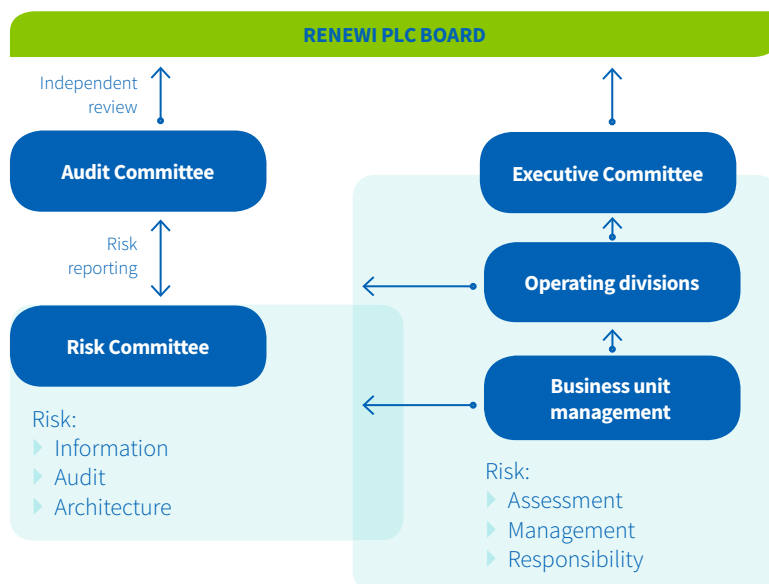 RENEWI PLC BOARD
Independent
review
Audit Committee
Risk
reporting
Risk Committee
Risk:
Information
Audit
Architecture
Executive Committee
Operating divisions
Business unit
management
Risk:
Assessment
Management
Responsibility